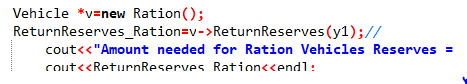 Vehicle *v=new Ration();
ReturnReserves_Ration=v->ReturnReserves(y1);//
cout<<"Amount needed for Ration Vehicles Reserves =
cout<<ReturnReserves_Ration<<endl;